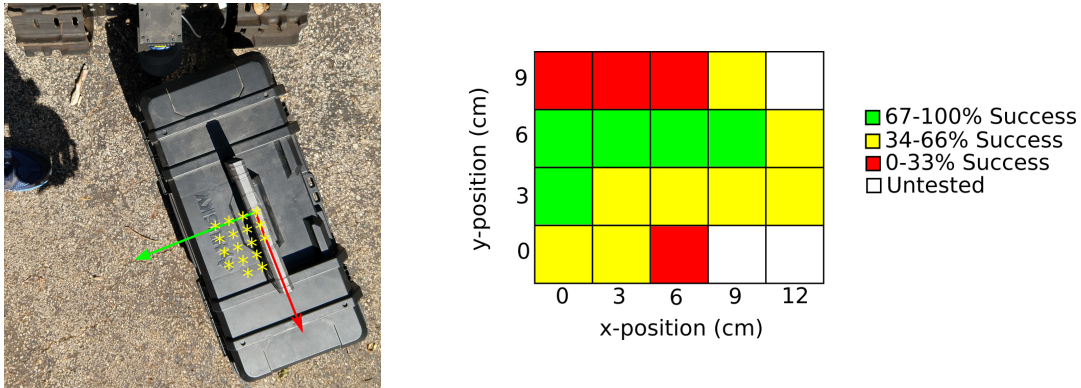 y-position (cm)
9
6
3
0
0 3 6 9 12
x-position (cm)
67-100% Success
34-66% Success
0-33% Success
Untested